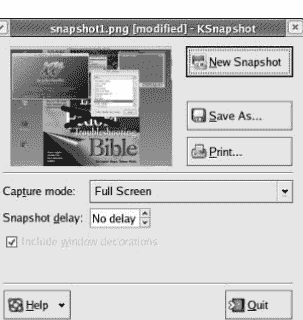 snapshot1.png [modified] - KSnapshot
New Snapshot
Troubleshooting
Bible
Save As...
Print...
Capture mode: Full Screen
Snapshot delay: No delay
Include window decorations
Help
Quit